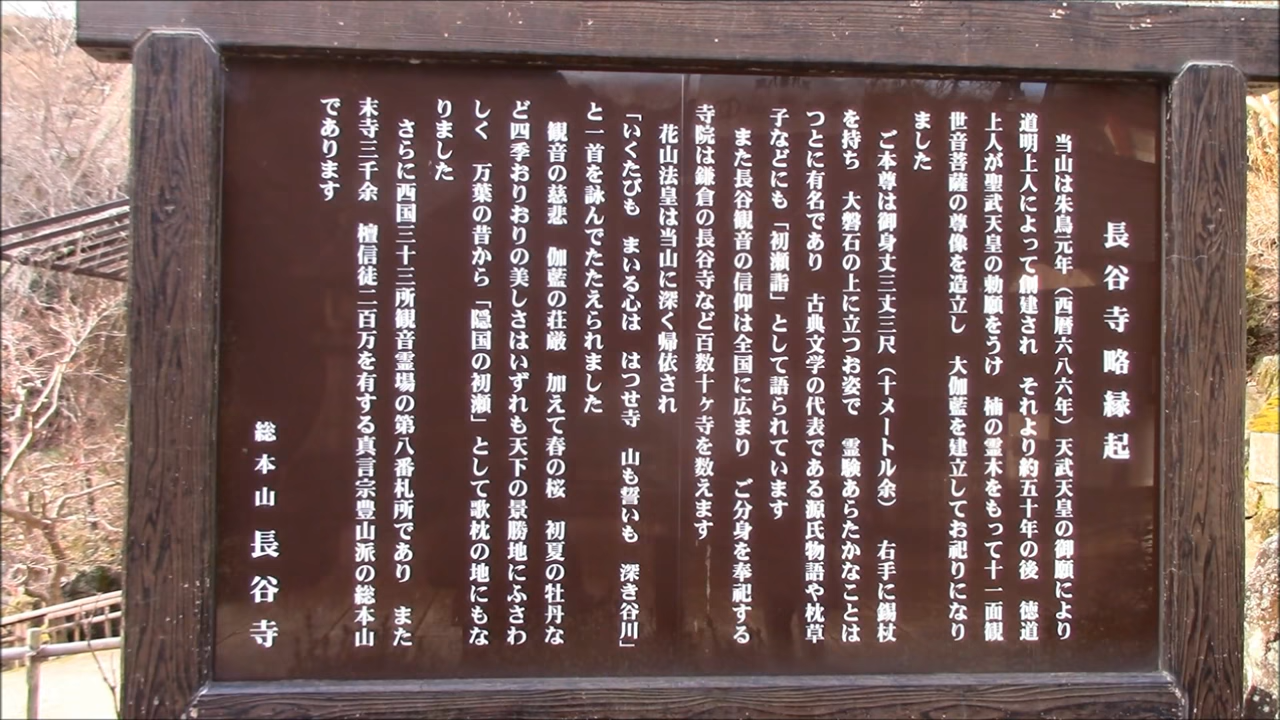 長谷寺略縁起
当山は朱鳥元年（西暦六八六年）天武天皇の御願により
道明上人によって創建され　それより約五十年の後　徳道
上人が聖武天皇の勅願をうけ　楠の霊木をもって十一面観
世音菩薩の尊像を造立し　大伽藍を建立してお祀りになり
ました
ご本尊は御身丈三丈三尺（十メートル余）　右手に錫杖
を持ち　大磐石の上に立つお姿で　霊験あらたかなことは
つとに有名であり　古典文学の代表である源氏物語や枕草
子などにも「初瀬詣」として語られています
また長谷観音の信仰は全国に広まり　ご分身を奉祀する
寺院は鎌倉の長谷寺など百数十ヶ寺を数えます
花山法皇は当山に深く帰依され
「いくたびも　まいる心は　はつせ寺　山も誓いも　深き谷川」
と一首を詠んでたたえられました
観音の慈悲　伽藍の荘厳　加えて春の桜　初夏の牡丹な
ど四季おりおりの美しさはいずれも天下の景勝地にふさわ
しく　万葉の昔から「隠国の初瀬」として歌枕の地にもな
りました
さらに西国三十三所観音霊場の第八番札所であり　また
末寺三千余　檀信徒二百万を有する真言宗豊山派の総本山
であります
総本山 長谷寺